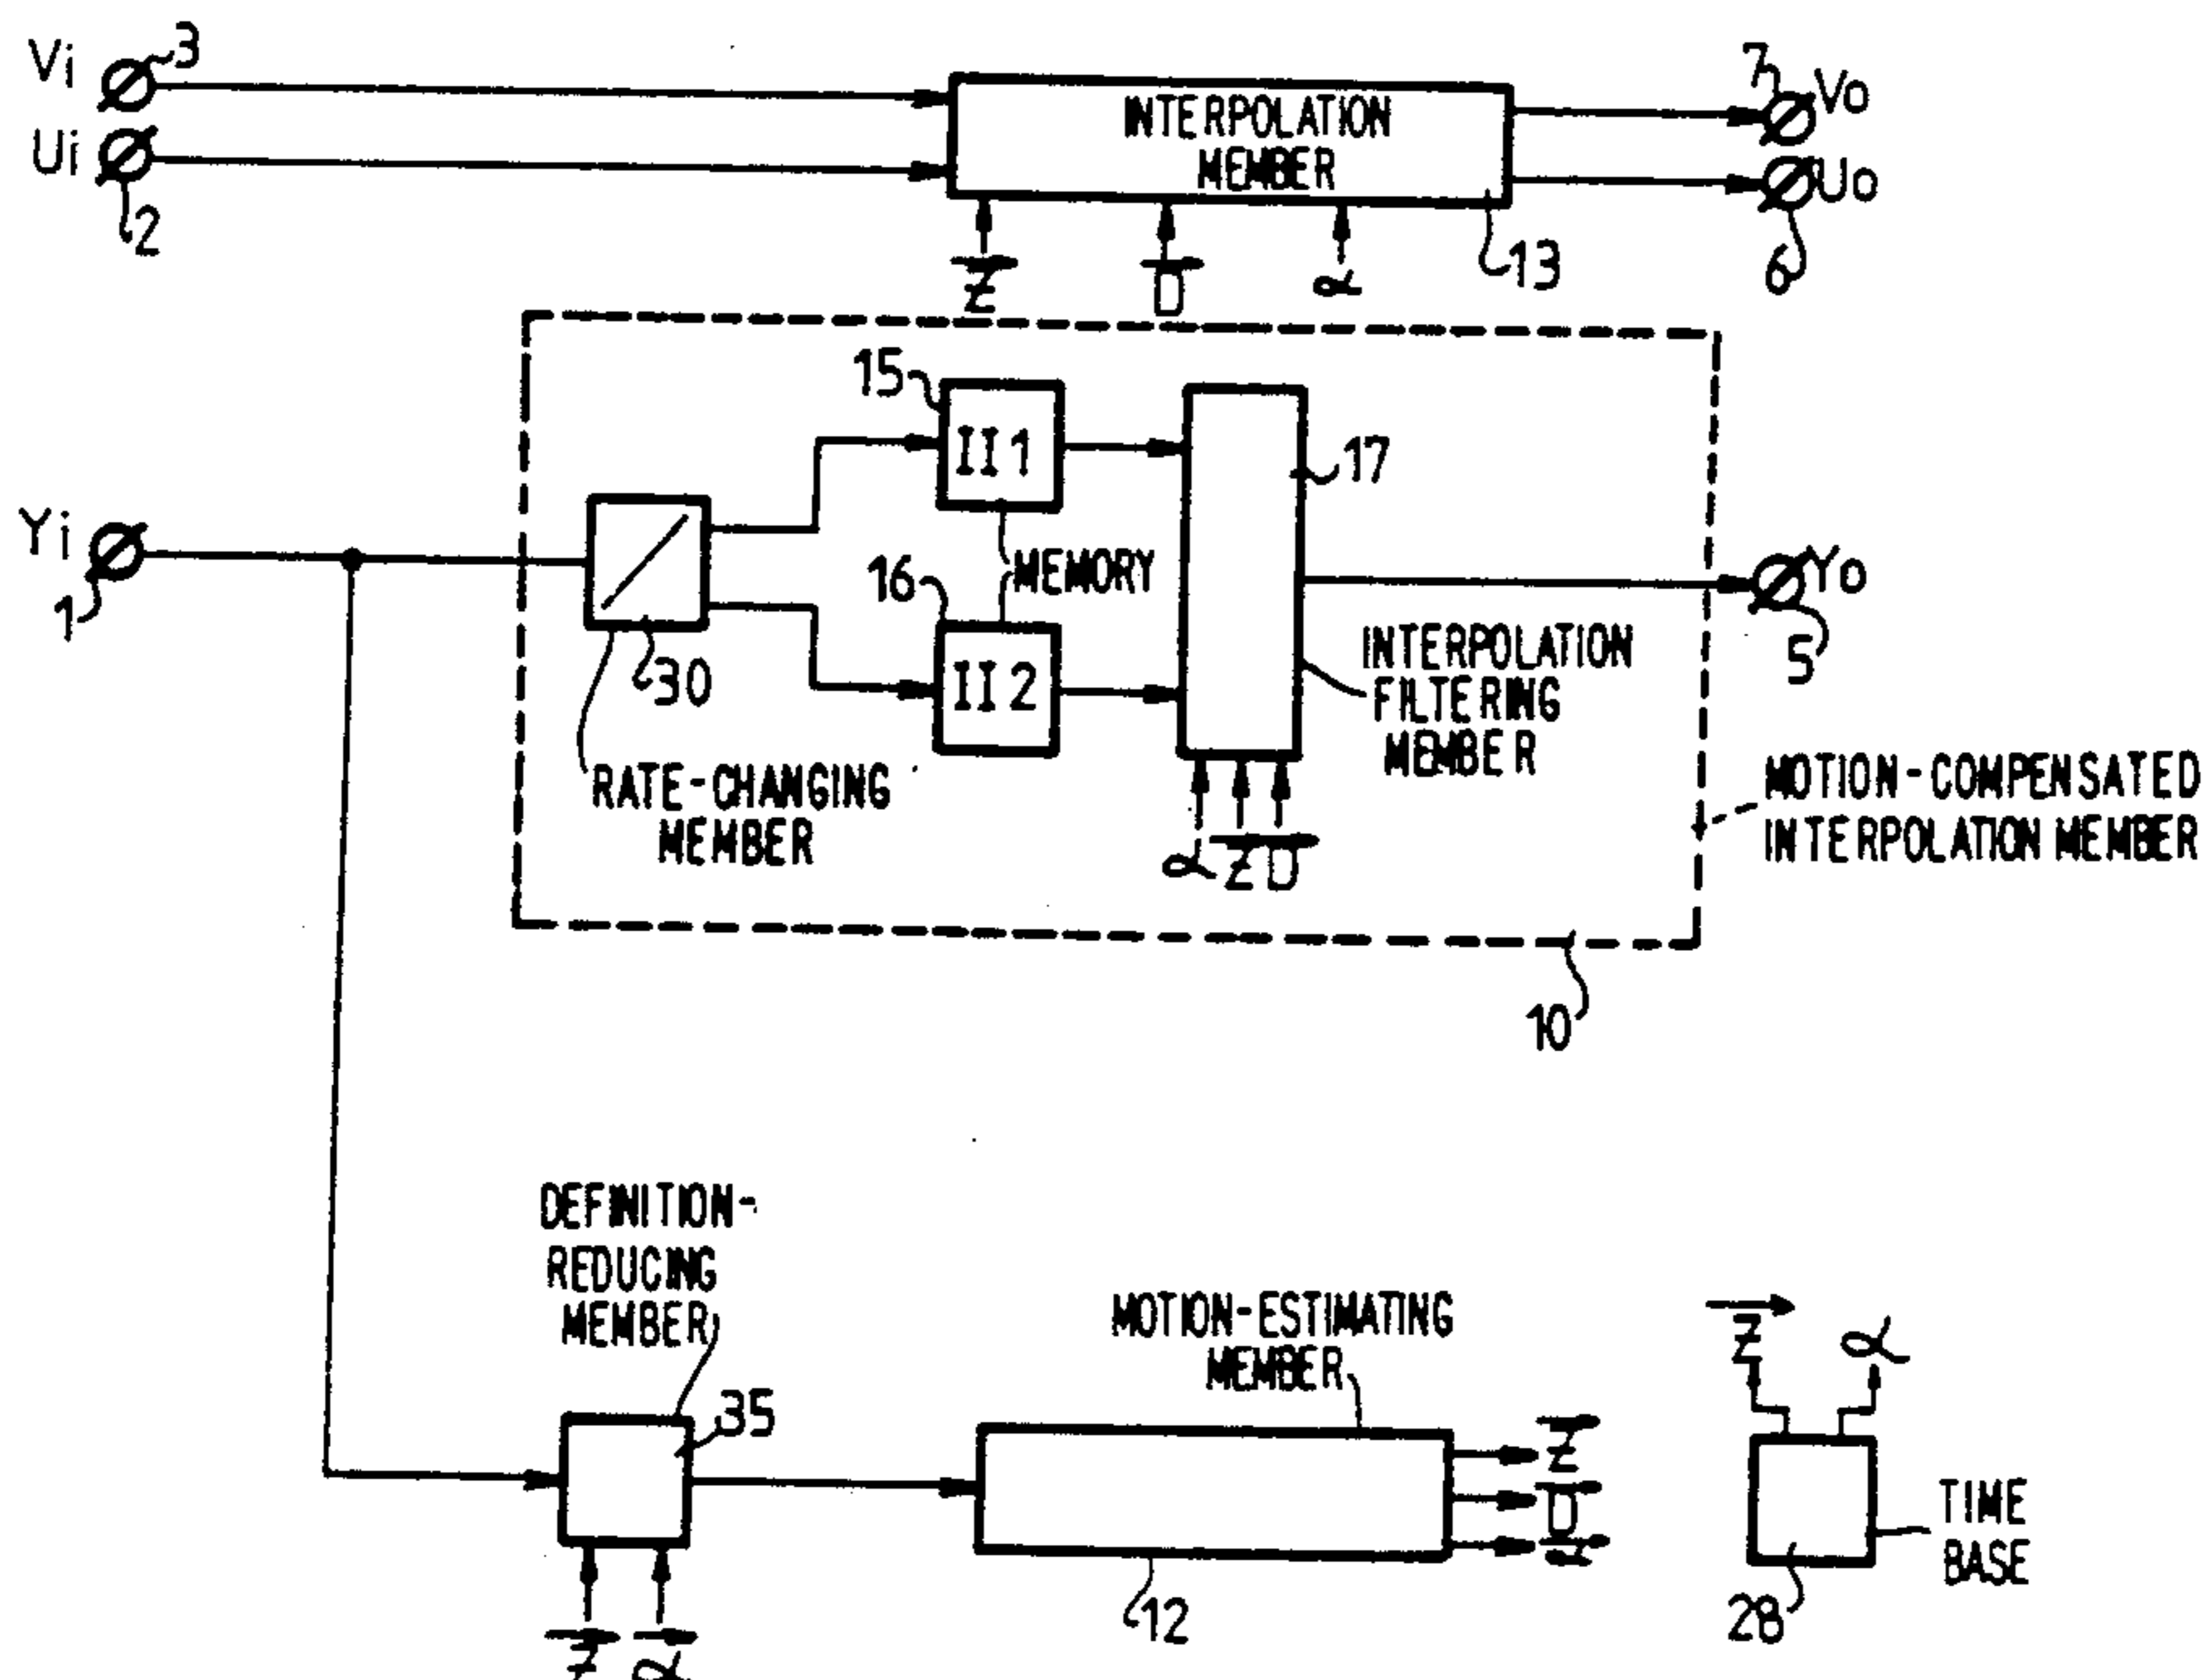 Vi
3
Ui
2
INTERPOLATION
MEMBER
7
Vo
Uo
6
13
Z
D
α
15
II1
17
Yi
1
30
16
MEMORY
II2
Yo
5
INTERPOLATION
FILTERING
MEMBER
RATE-CHANGING
MEMBER
α Z D
MOTION-COMPENSATED
INTERPOLATION MEMBER
10
DEFINITION-
REDUCING
MEMBER
35
MOTION-ESTIMATING
MEMBER
12
Z
D
α
Z
α
TIME
BASE
28
Z
α